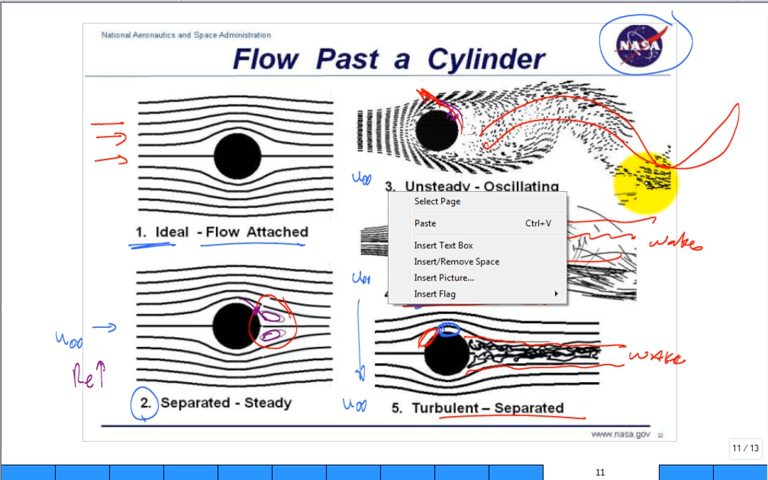 National Aeronautics and Space Administration
NASA
Flow Past a Cylinder
1. Ideal - Flow Attached
U∞
3. Unsteady - Oscillating
Select Page
Paste Ctrl+V
Insert Text Box
Insert/Remove Space
Insert Picture...
Insert Flag
wakes
U∞
U∞
Re↑
2. Separated - Steady
WAKE
U∞
5. Turbulent – Separated
www.nasa.gov
11 / 13
11